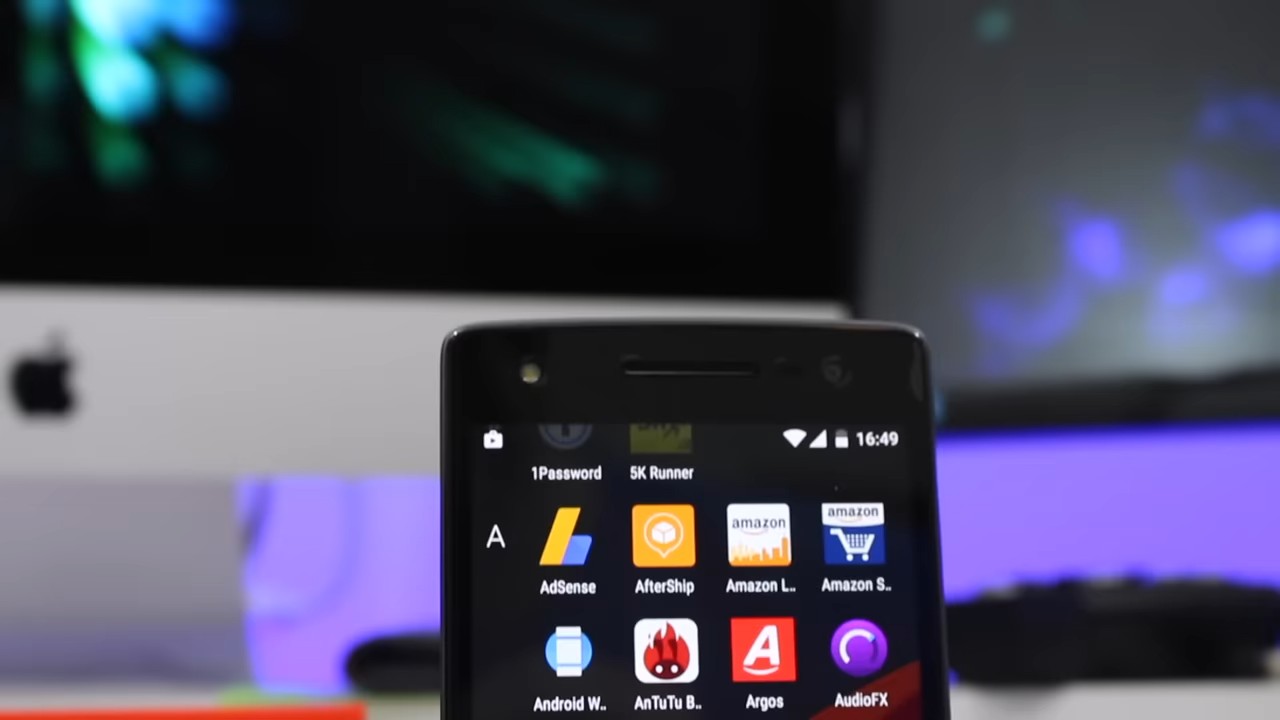 16:49
1Password 5K Runner
A
amazon amazon
AdSense AfterShip Amazon L.. Amazon S..
A
Android W.. AnTuTu B.. Argos AudioFX